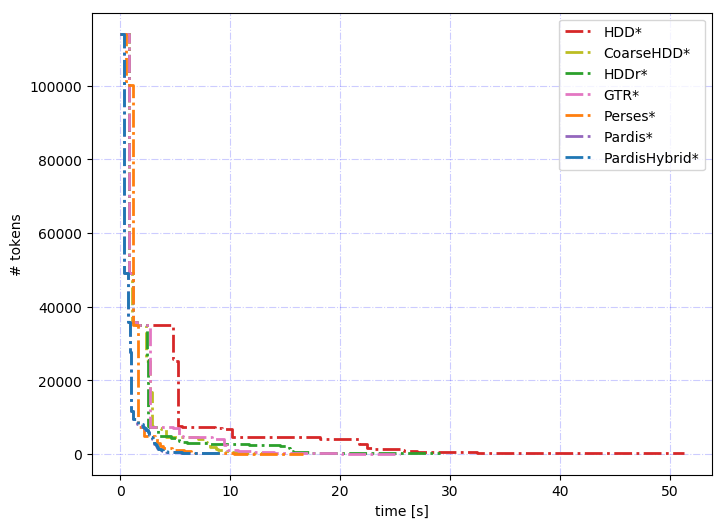 HDD*
CoarseHDD*
HDDr*
GTR*
Perses*
Pardis*
PardisHybrid*
100000
80000
60000
40000
20000
0
# tokens
0 10 20 30 40 50
time [s]